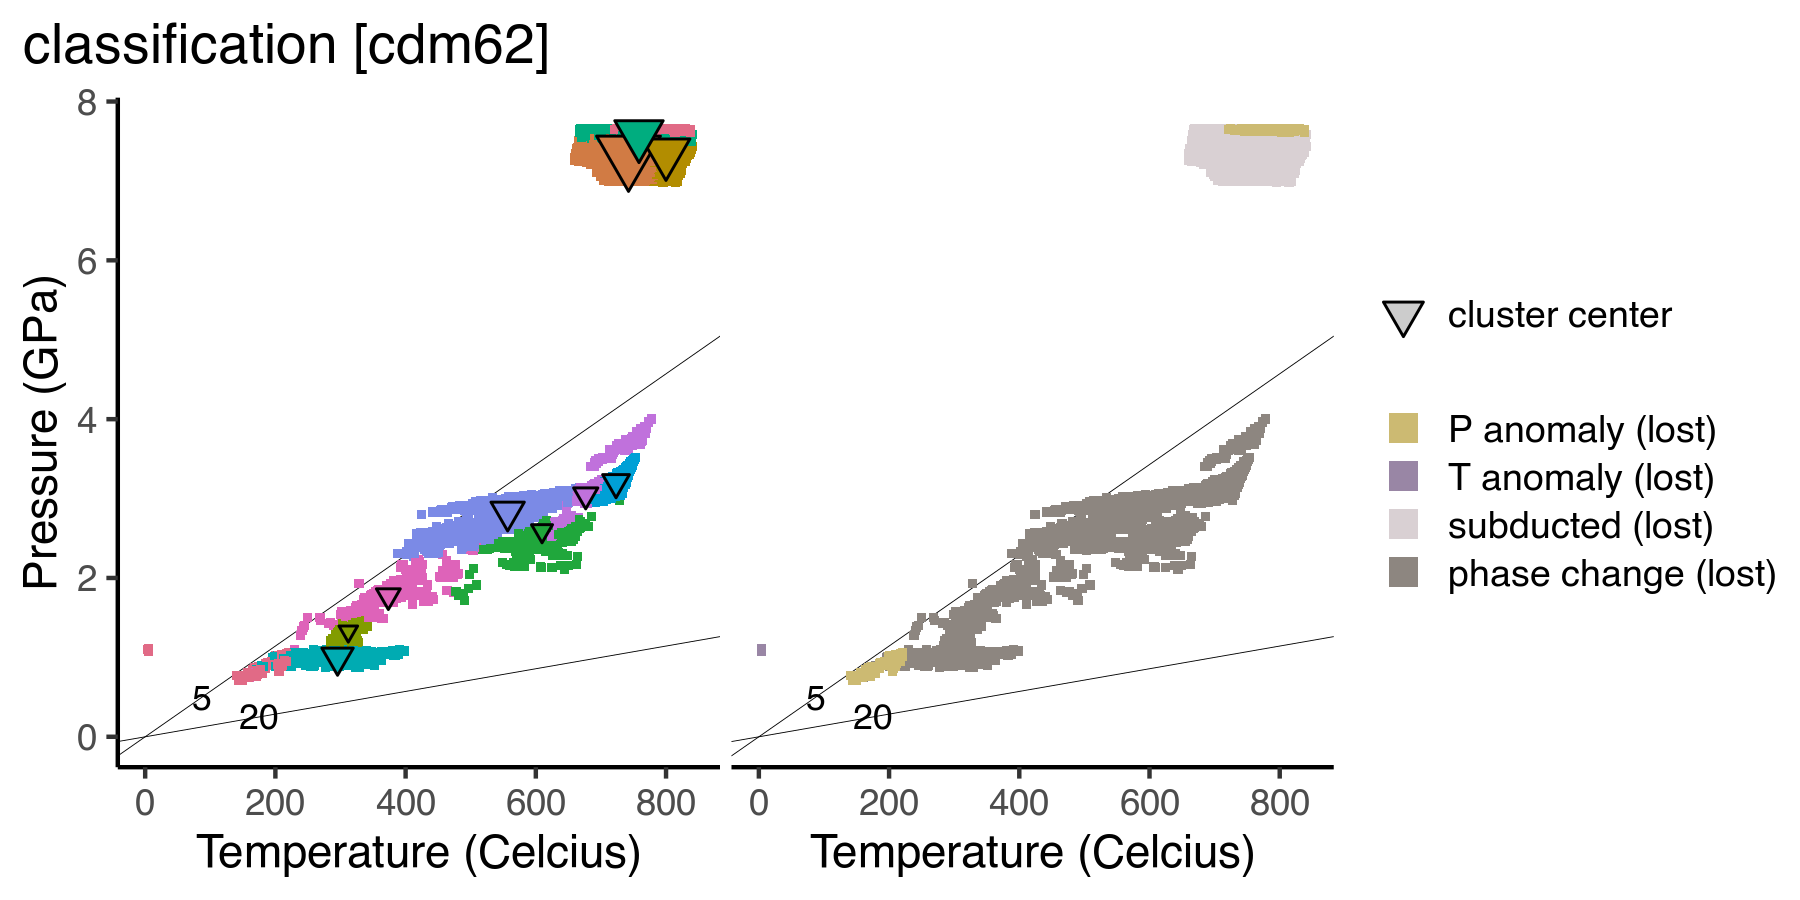 classification [cdm62]
8
6
4
2
0
Pressure (GPa)
5
20
5
20
0 200 400 600 800
0 200 400 600 800
Temperature (Celcius)
Temperature (Celcius)
cluster center
P anomaly (lost)
T anomaly (lost)
subducted (lost)
phase change (lost)